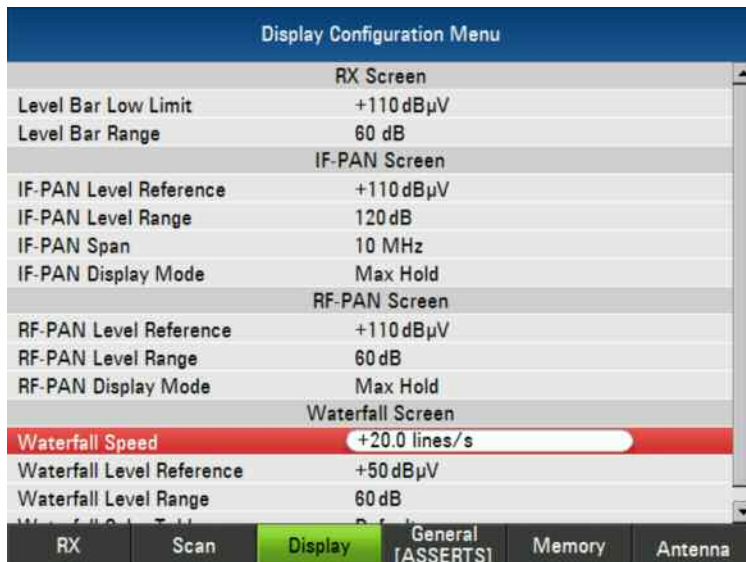 Display Configuration Menu
RX Screen
Level Bar Low Limit +110 dBµV
Level Bar Range 60 dB
IF-PAN Screen
IF-PAN Level Reference +110 dBµV
IF-PAN Level Range 120 dB
IF-PAN Span 10 MHz
IF-PAN Display Mode Max Hold
RF-PAN Screen
RF-PAN Level Reference +110 dBµV
RF-PAN Level Range 60 dB
RF-PAN Display Mode Max Hold
Waterfall Screen
Waterfall Speed +20.0 lines/s
Waterfall Level Reference +50 dBµV
Waterfall Level Range 60 dB
RX Scan Display General [ASSERTS] Memory Antenna